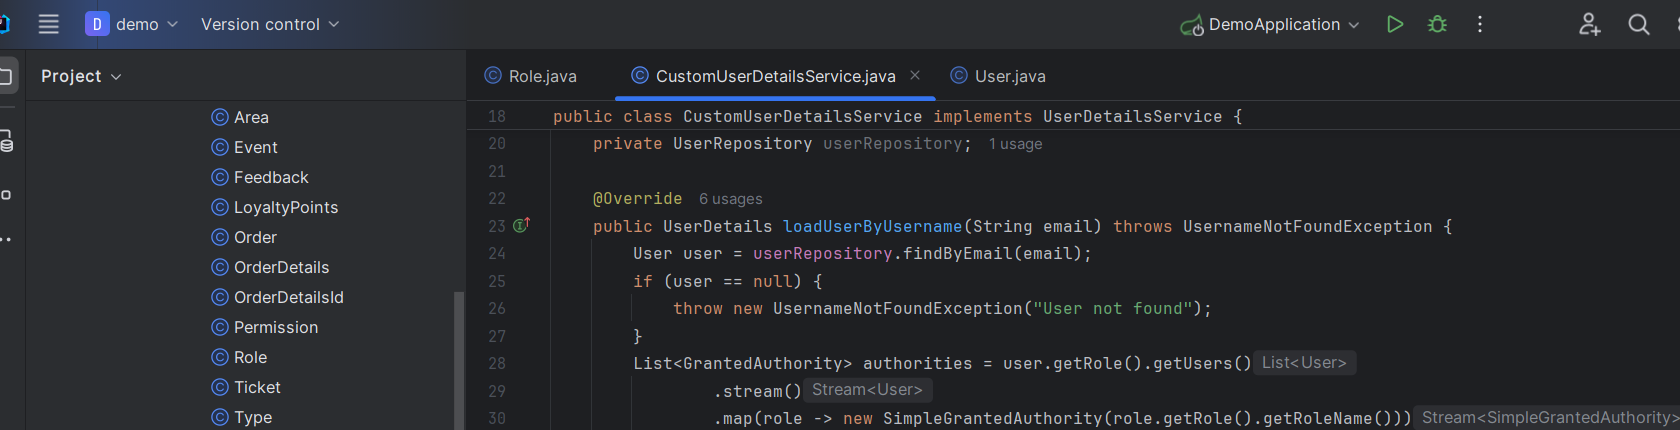 D demo Version control DemoApplication
Project
Role.java CustomUserDetailsService.java User.java
Area
Event
Feedback
LoyaltyPoints
Order
OrderDetails
OrderDetailsId
Permission
Role
Ticket
Type
18 public class CustomUserDetailsService implements UserDetailsService {
20 private UserRepository userRepository; 1 usage
21
22 @Override 6 usages
23 public UserDetails loadUserByUsername(String email) throws UsernameNotFoundException {
24 User user = userRepository.findByEmail(email);
25 if (user == null) {
26 throw new UsernameNotFoundException("User not found");
27 }
28 List<GrantedAuthority> authorities = user.getRole().getUsers() List<User>
29 .stream() Stream<User>
30 .map(role -> new SimpleGrantedAuthority(role.getRole().getRoleName())) Stream<SimpleGrantedAuthority>